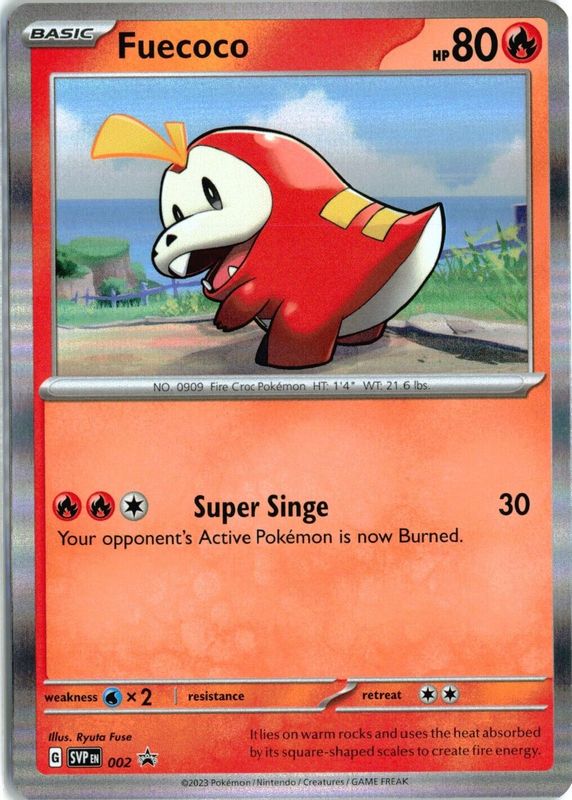 BASIC Fuecoco HP 80
NO. 0909 Fire Croc Pokémon HT: 1'4" WT: 21.6 lbs.
Super Singe 30
Your opponent's Active Pokémon is now Burned.
weakness ×2 resistance retreat
Illus. Ryuta Fuse
G SVP EN 002
It lies on warm rocks and uses the heat absorbed
by its square-shaped scales to create fire energy.
©2023 Pokémon / Nintendo / Creatures / GAME FREAK